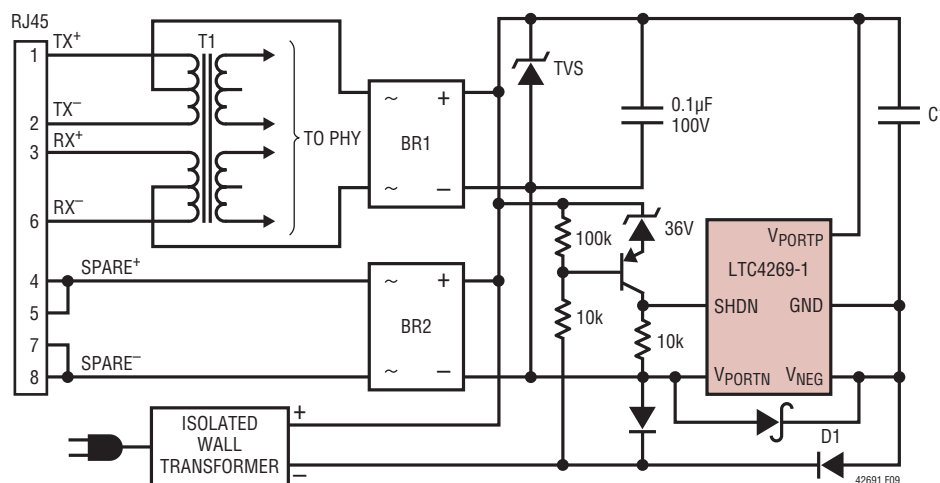 RJ45
1
TX+
2
TX−
3
RX+
6
RX−
4
SPARE+
5
7
8
SPARE−
T1
TO PHY
~ +
BR1
~ −
~ +
BR2
~ −
TVS
0.1µF
100V
100k
36V
10k
10k
VPORTP
LTC4269-1
SHDN
GND
VPORTN
VNEG
D1
ISOLATED
WALL
TRANSFORMER
+
−
42691 F09